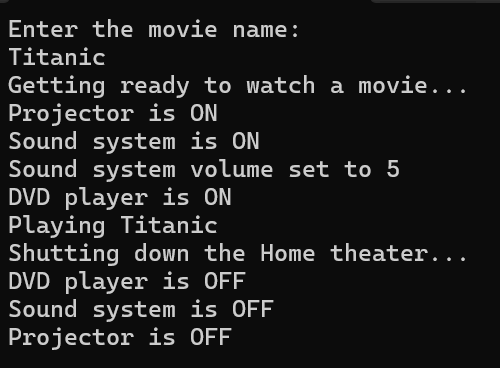 Enter the movie name:
Titanic
Getting ready to watch a movie...
Projector is ON
Sound system is ON
Sound system volume set to 5
DVD player is ON
Playing Titanic
Shutting down the Home theater...
DVD player is OFF
Sound system is OFF
Projector is OFF